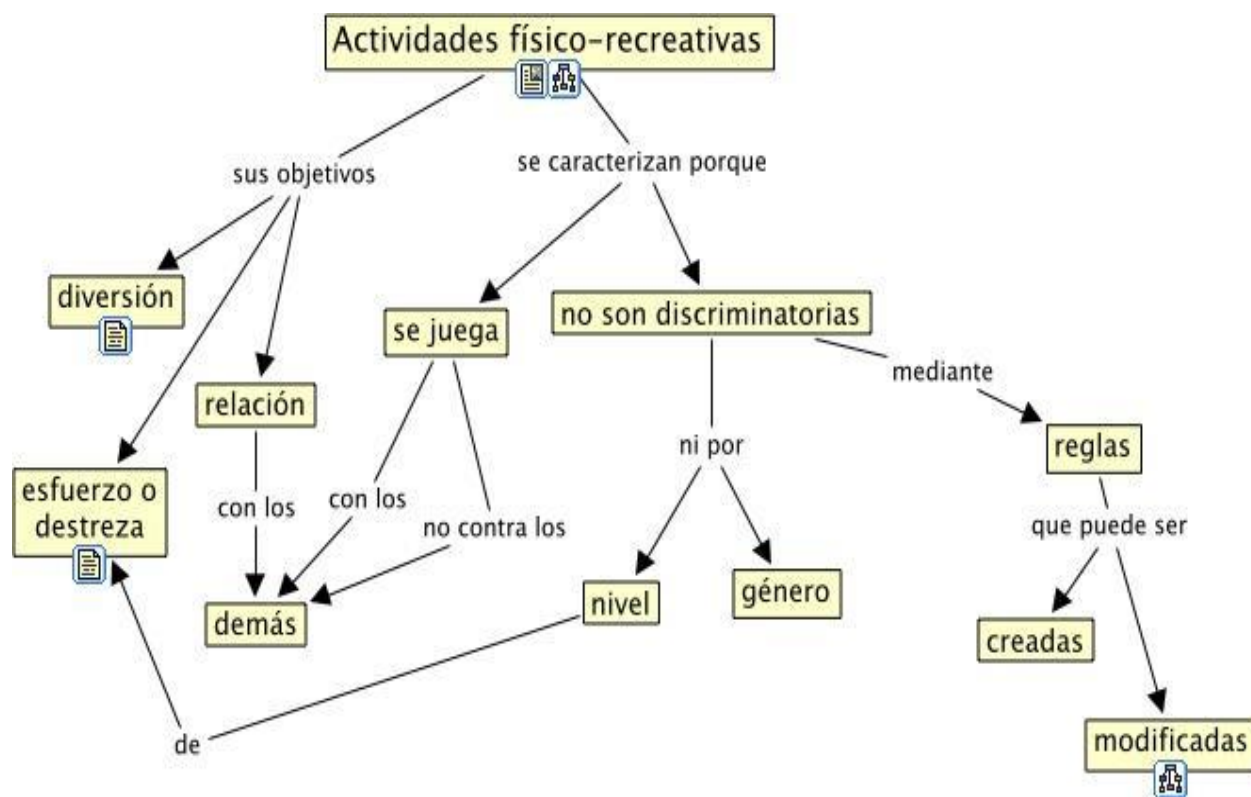 Actividades físico-recreativas
sus objetivos
se caracterizan porque
diversión
se juega
no son discriminatorias
mediante
relación
reglas
ni por
esfuerzo o
destreza
con los
con los
no contra los
que puede ser
demás
nivel
género
creadas
de
modificadas